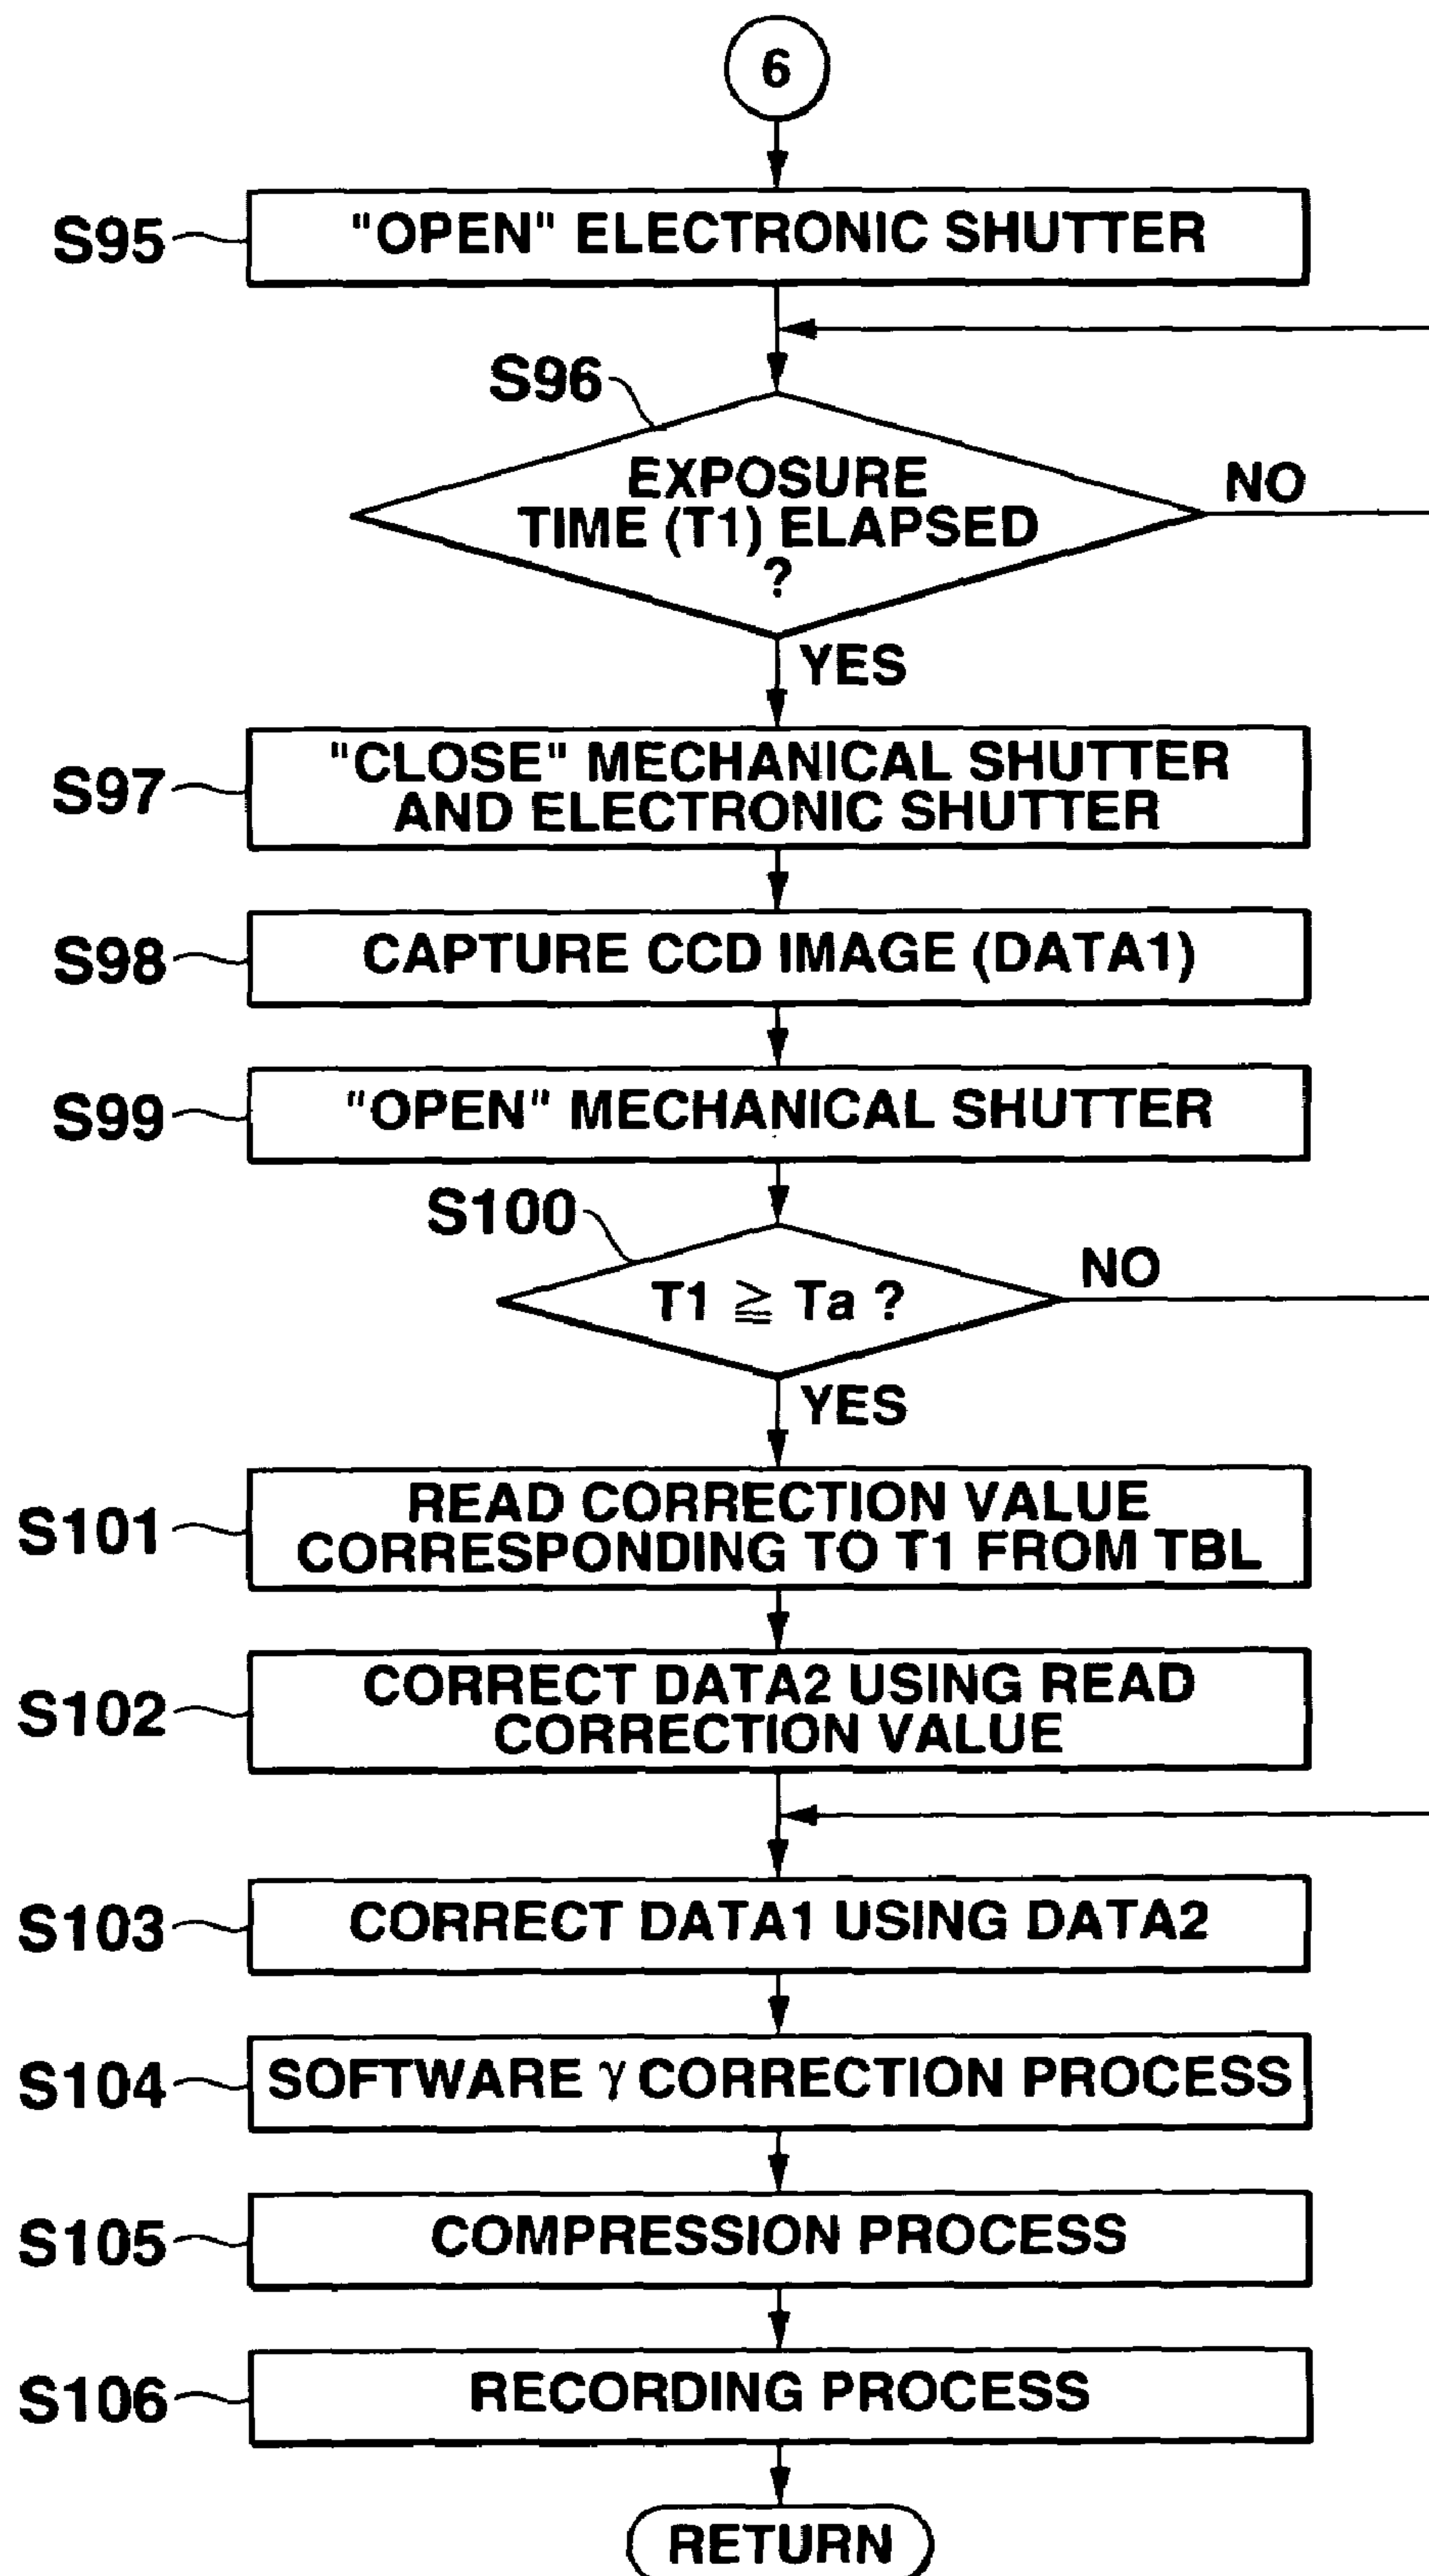 6
S95
"OPEN" ELECTRONIC SHUTTER
S96
EXPOSURE
TIME (T1) ELAPSED
?
NO
YES
S97
"CLOSE" MECHANICAL SHUTTER
AND ELECTRONIC SHUTTER
S98
CAPTURE CCD IMAGE (DATA1)
S99
"OPEN" MECHANICAL SHUTTER
S100
T1 ≧ Ta ?
NO
YES
S101
READ CORRECTION VALUE
CORRESPONDING TO T1 FROM TBL
S102
CORRECT DATA2 USING READ
CORRECTION VALUE
S103
CORRECT DATA1 USING DATA2
S104
SOFTWARE γ CORRECTION PROCESS
S105
COMPRESSION PROCESS
S106
RECORDING PROCESS
RETURN